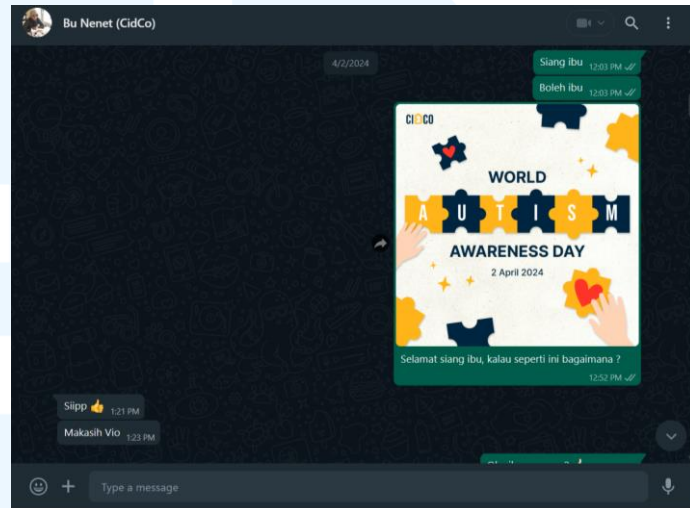 Bu Nenet (CidCo)
4/2/2024
Siang ibu 12:03 PM
Boleh ibu 12:03 PM
CIDCO
WORLD
AUTISM
AWARENESS DAY
2 April 2024
Selamat siang ibu, kalau seperti ini bagaimana ?
12:52 PM
Siipp 👍 1:21 PM
Makasih Vio 1:23 PM
Type a message